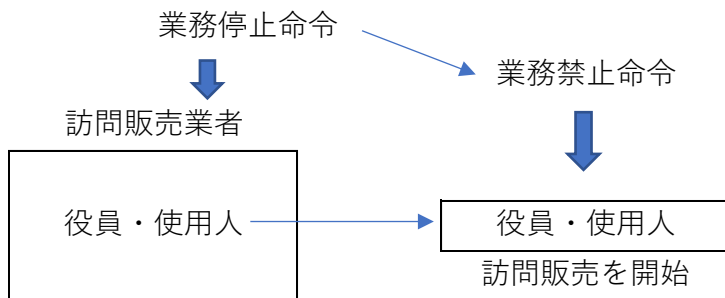 業務停止命令
業務禁止命令
訪問販売業者
役員・使用人
役員・使用人
訪問販売を開始